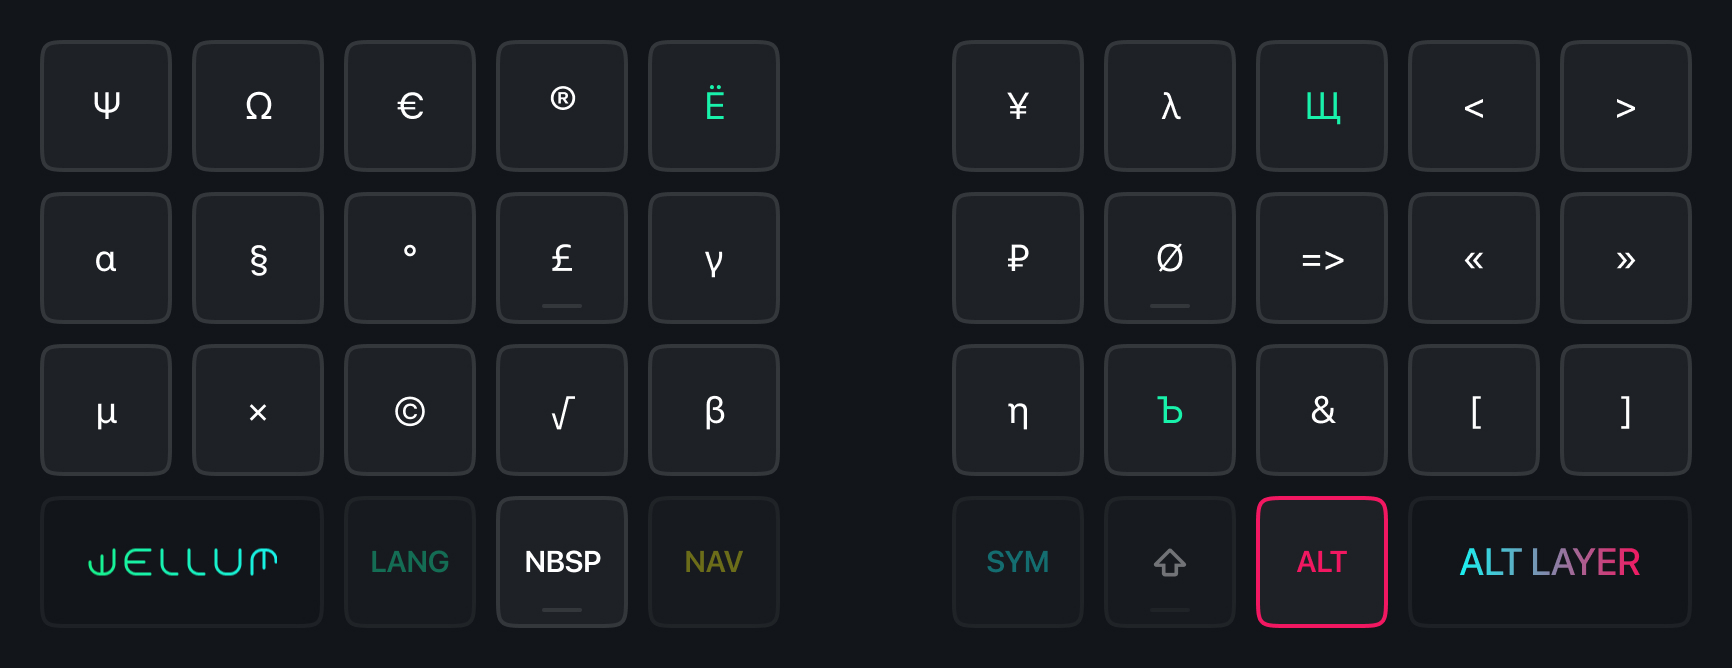 Ψ Ω € ® Ё ¥ λ Щ < >
α § ° £ γ ₽ Ø => « »
μ × © √ β η Ъ & [ ]
WELLUM LANG NBSP NAV SYM ALT ALT LAYER